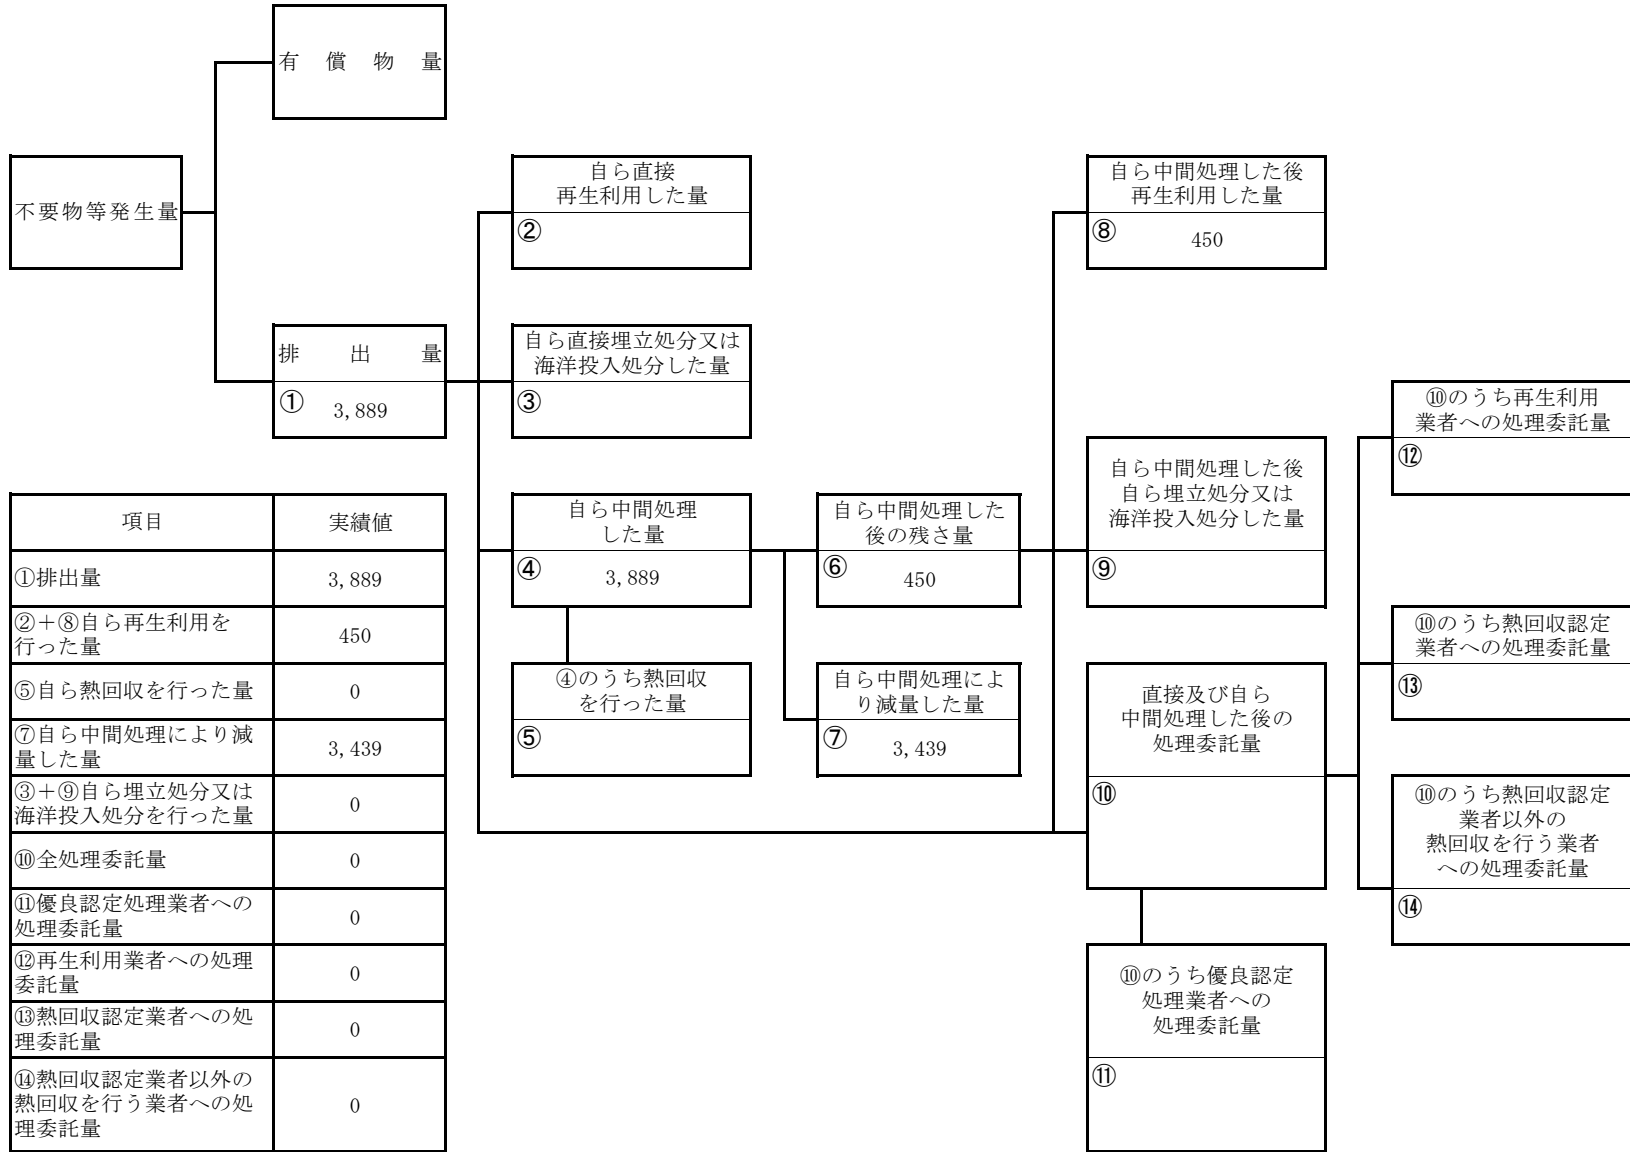 有償物量
不要物等発生量
排出量
① 3,889
自ら直接
再生利用した量
②
自ら直接埋立処分又は
海洋投入処分した量
③
自ら中間処理
した量
④ 3,889
④のうち熱回収
を行った量
⑤
自ら中間処理した
後の残さ量
⑥ 450
自ら中間処理によ
り減量した量
⑦ 3,439
自ら中間処理した後
再生利用した量
⑧ 450
自ら中間処理した後
自ら埋立処分又は
海洋投入処分した量
⑨
直接及び自ら
中間処理した後の
処理委託量
⑩
⑩のうち優良認定
処理業者への
処理委託量
⑪
⑩のうち再生利用
業者への処理委託量
⑫
⑩のうち熱回収認定
業者への処理委託量
⑬
⑩のうち熱回収認定
業者以外の
熱回収を行う業者
への処理委託量
⑭
項目 実績値
①排出量 3,889
②+⑧自ら再生利用を
行った量 450
⑤自ら熱回収を行った量 0
⑦自ら中間処理により減
量した量 3,439
③+⑨自ら埋立処分又は
海洋投入処分を行った量 0
⑩全処理委託量 0
⑪優良認定処理業者への
処理委託量 0
⑫再生利用業者への処理
委託量 0
⑬熱回収認定業者への処
理委託量 0
⑭熱回収認定業者以外の
熱回収を行う業者への処
理委託量 0